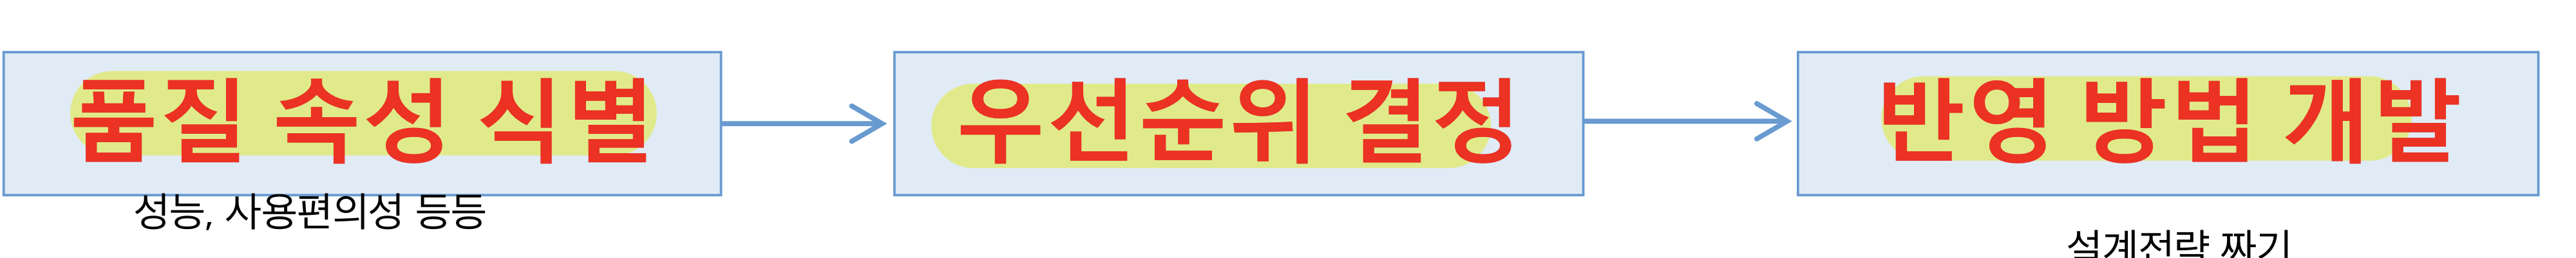 품질 속성 식별
우선순위 결정
반영 방법 개발
성능, 사용편의성 등등
설계전략 짜기